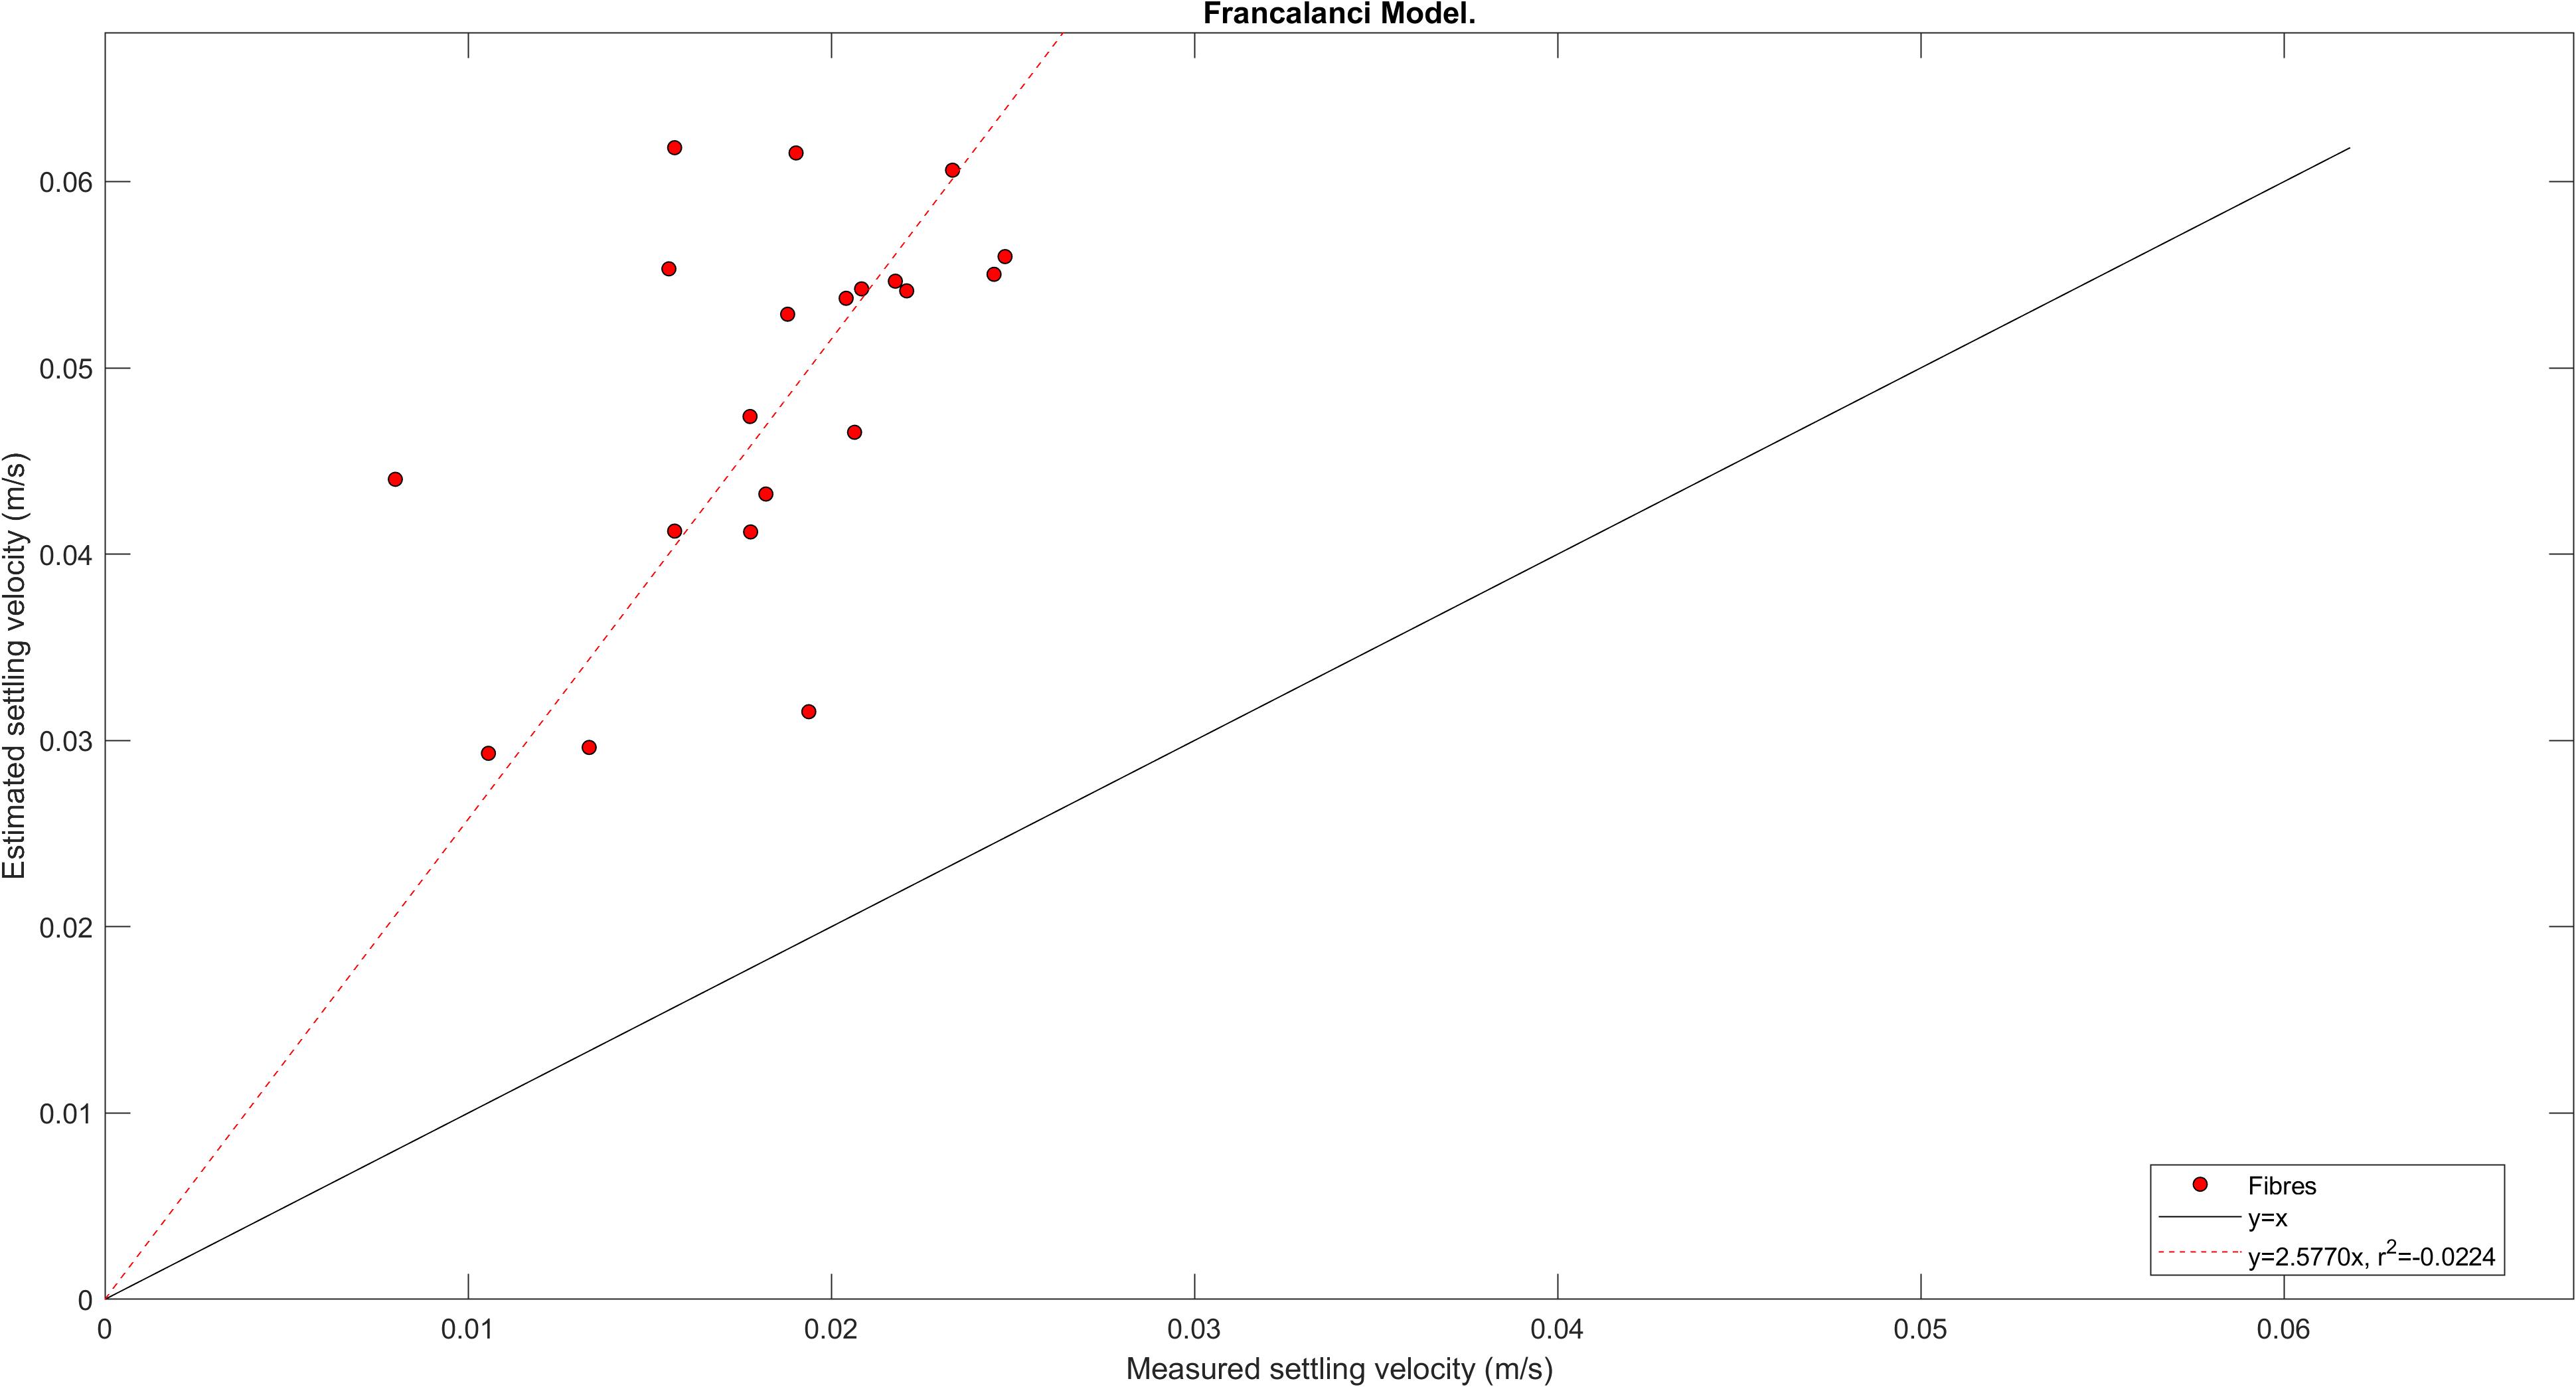 Francalanci Model.
0.06
0.05
0.04
0.03
0.02
0.01
0
Estimated settling velocity (m/s)
0
0.01
0.02
0.03
0.04
0.05
0.06
Measured settling velocity (m/s)
Fibres
y=x
y=2.5770x, r²=-0.0224